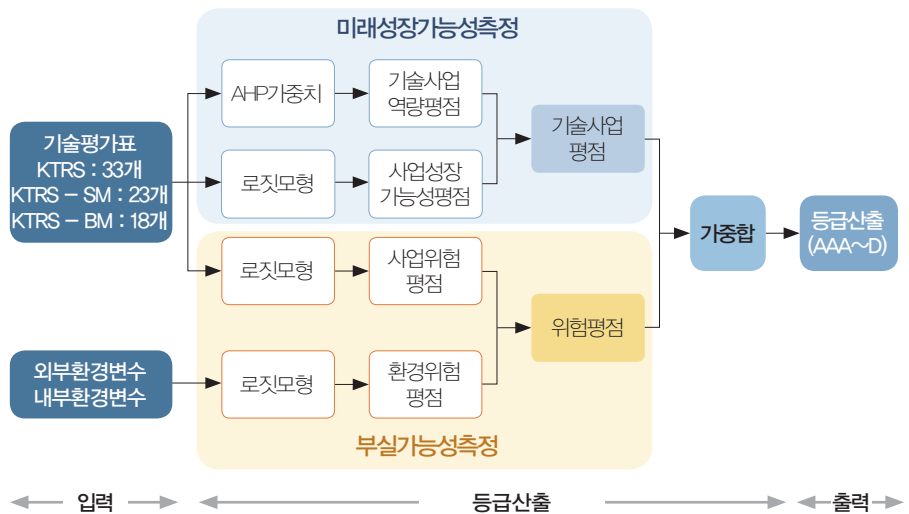 미래성장가능성측정
기술평가표
KTRS : 33개
KTRS – SM : 23개
KTRS – BM : 18개
AHP가중치
기술사업
역량평점
로짓모형
사업성장
가능성평점
기술사업
평점
로짓모형
사업위험
평점
외부환경변수
내부환경변수
로짓모형
환경위험
평점
위험평점
부실가능성측정
가중합
등급산출
(AAA~D)
입력
등급산출
출력